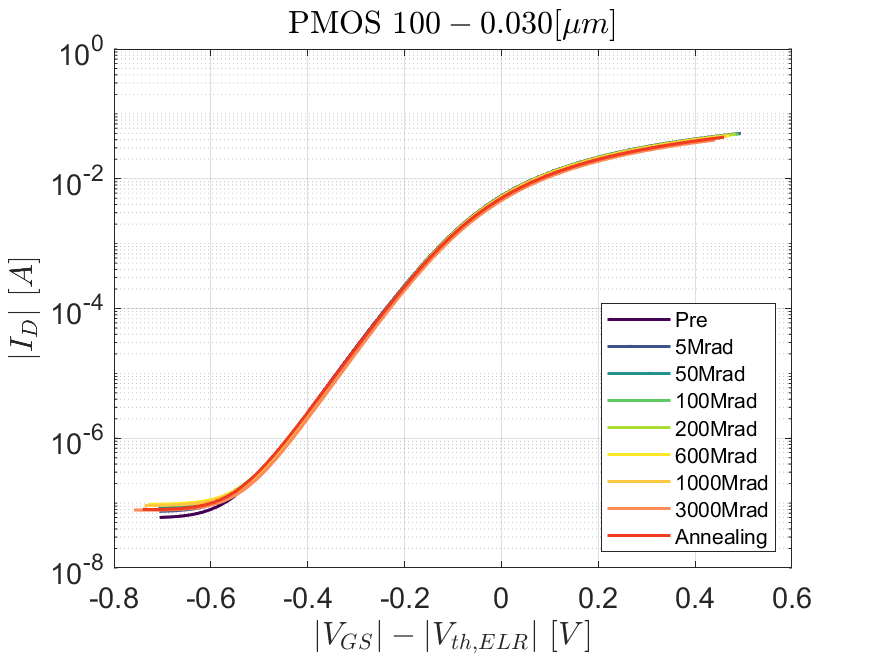 PMOS 100 − 0.030[μm]
10^0
10^-2
10^-4
10^-6
10^-8
|I_D| [A]
Pre
5Mrad
50Mrad
100Mrad
200Mrad
600Mrad
1000Mrad
3000Mrad
Annealing
-0.8 -0.6 -0.4 -0.2 0 0.2 0.4 0.6
|V_GS| − |V_th,ELR| [V]